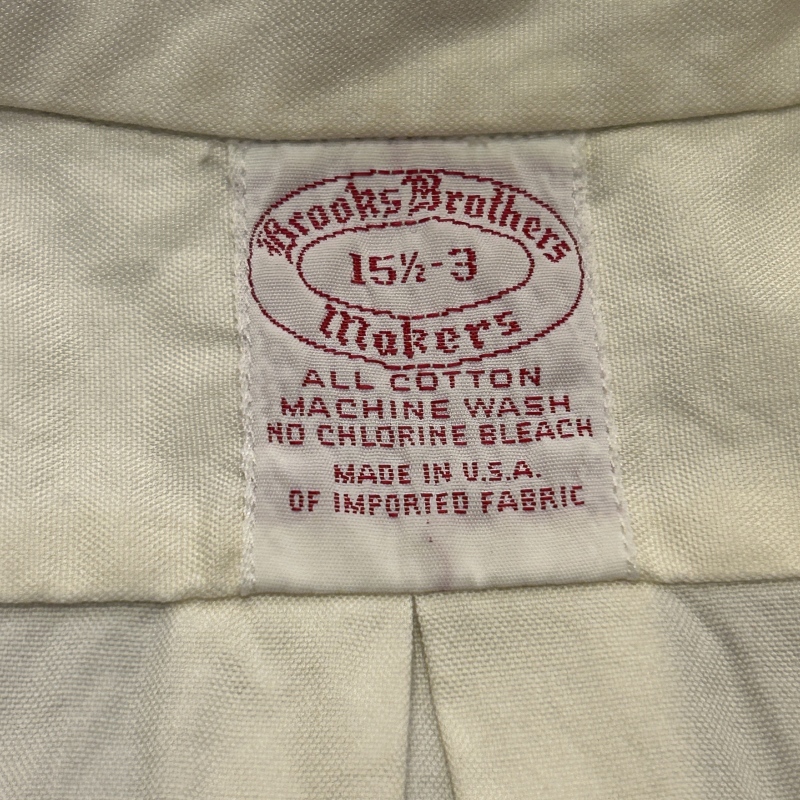 Brooks Brothers
15½-3
Makers
ALL COTTON
MACHINE WASH
NO CHLORINE BLEACH
MADE IN U.S.A.
OF IMPORTED FABRIC